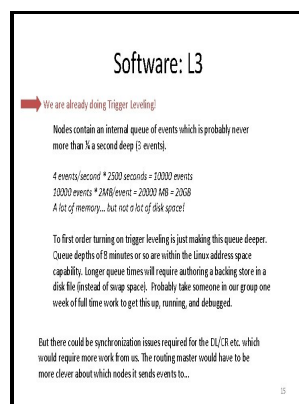 Software: L3
We are already doing Trigger Leveling!
Nodes contain an internal queue of events which is probably never
more than ¼ a second deep (3 events).
4 events/second * 2500 seconds = 10000 events
10000 events * 2MB/event = 20000 MB = 20GB
A lot of memory... but not a lot of disk space!
To first order turning on trigger leveling is just making this queue deeper.
Queue depths of 8 minutes or so are within the Linux address space
capability. Longer queue times will require authoring a backing store in a
disk file (instead of swap space). Probably take someone in our group one
week of full time work to get this up, running, and debugged.
But there could be synchronization issues required for the DL/CR etc. which
would require more work from us. The routing master would have to be
more clever about which nodes it sends events to...
15